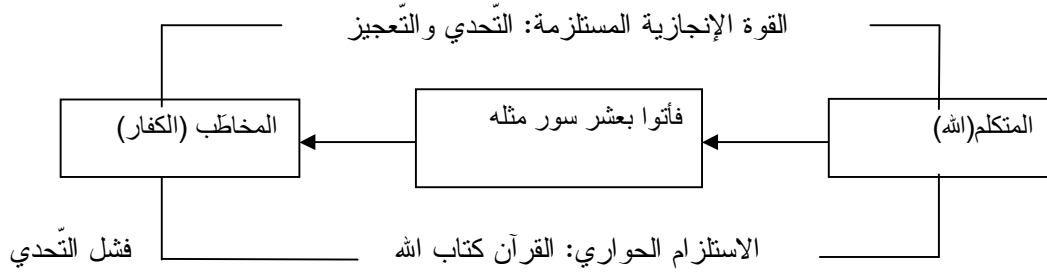 القوة الإنجازية المستلزمة: التّحدي والتّعجيز
المتكلم(الله)
فأتوا بعشر سور مثله
المخاطَب (الكفار)
الاستلزام الحواري: القرآن كتاب الله
فشل التّحدي